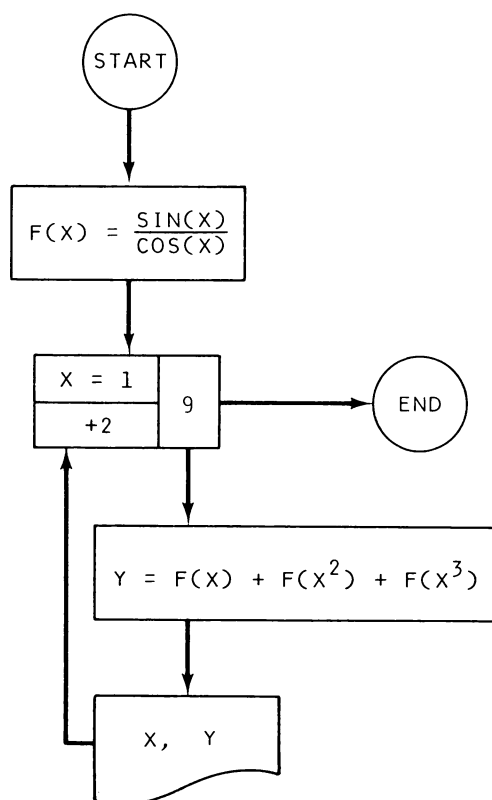 START
F(X) = SIN(X)
COS(X)
X = 1
+2
9
END
Y = F(X) + F(X²) + F(X³)
X, Y